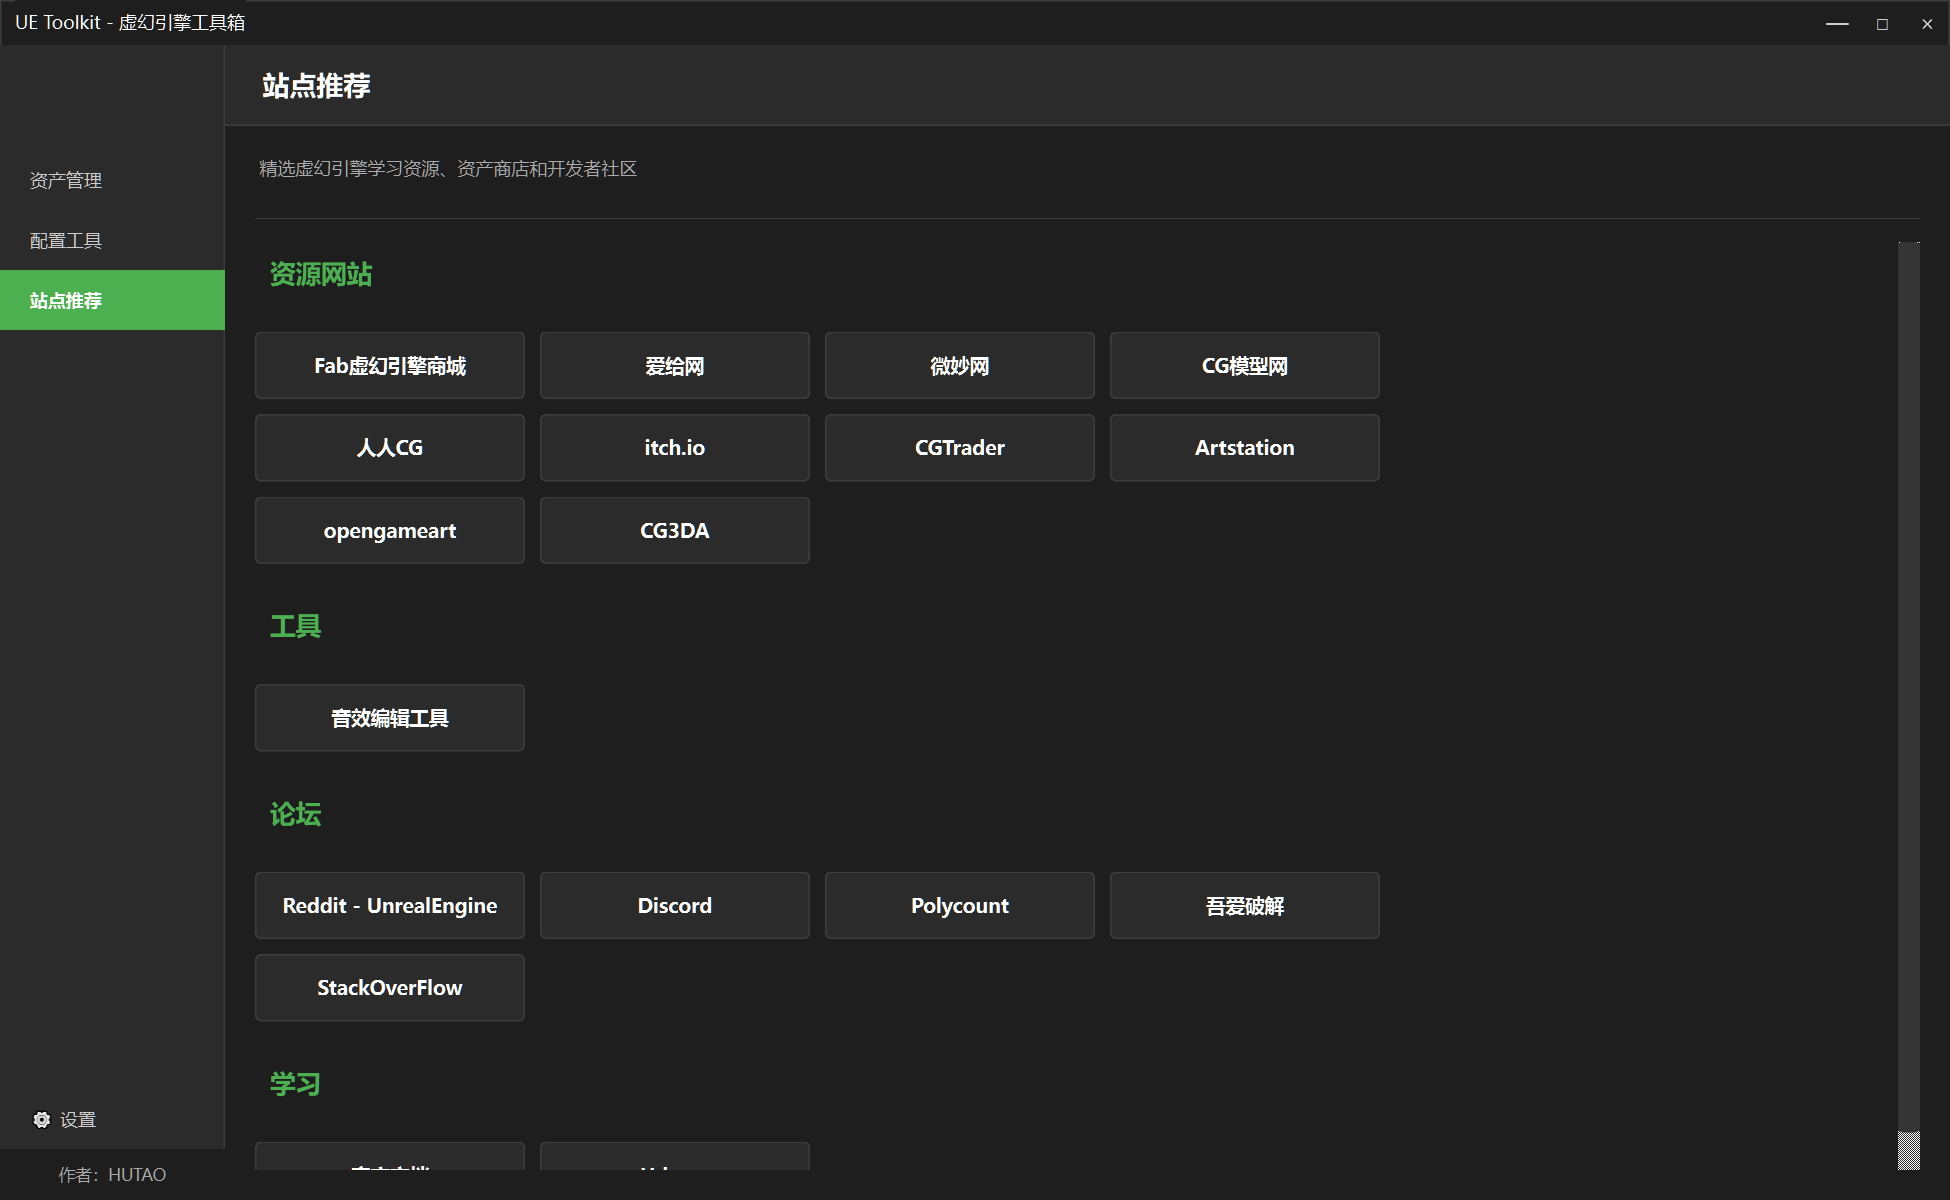 UE Toolkit - 虚幻引擎工具箱
站点推荐
资产管理
配置工具
站点推荐
设置
作者：HUTAO
精选虚幻引擎学习资源、资产商店和开发者社区
资源网站
Fab虚幻引擎商城
爱给网
微妙网
CG模型网
人人CG
itch.io
CGTrader
Artstation
opengameart
CG3DA
工具
音效编辑工具
论坛
Reddit - UnrealEngine
Discord
Polycount
吾爱破解
StackOverFlow
学习